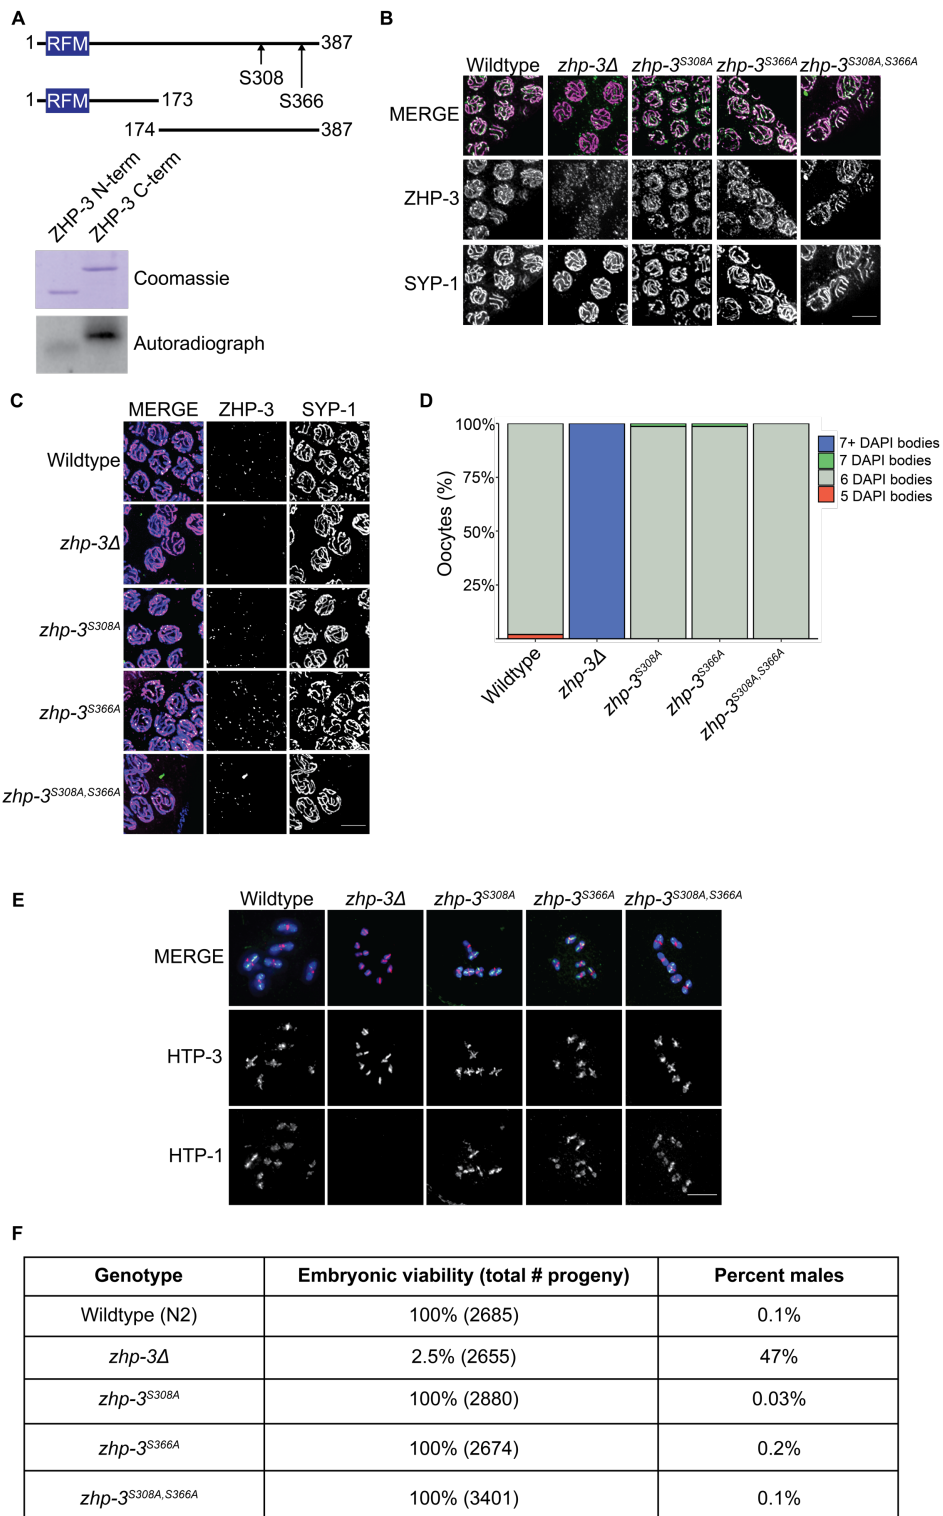 A
1 RFM 387
S308
S366
1 RFM 173
174 387
ZHP-3 N-term
ZHP-3 C-term
Coomassie
Autoradiograph
B
Wildtype zhp-3Δ zhp-3S308A zhp-3S366A zhp-3S308A,S366A
MERGE
ZHP-3
SYP-1
C
MERGE ZHP-3 SYP-1
Wildtype
zhp-3Δ
zhp-3S308A
zhp-3S366A
zhp-3S308A,S366A
D
Oocytes (%)
100%
75%
50%
25%
Wildtype
zhp-3Δ
zhp-3S308A
zhp-3S366A
zhp-3S308A,S366A
7+ DAPI bodies
7 DAPI bodies
6 DAPI bodies
5 DAPI bodies
E
Wildtype zhp-3Δ zhp-3S308A zhp-3S366A zhp-3S308A,S366A
MERGE
HTP-3
HTP-1
F
Genotype Embryonic viability (total # progeny) Percent males
Wildtype (N2) 100% (2685) 0.1%
zhp-3Δ 2.5% (2655) 47%
zhp-3S308A 100% (2880) 0.03%
zhp-3S366A 100% (2674) 0.2%
zhp-3S308A,S366A 100% (3401) 0.1%